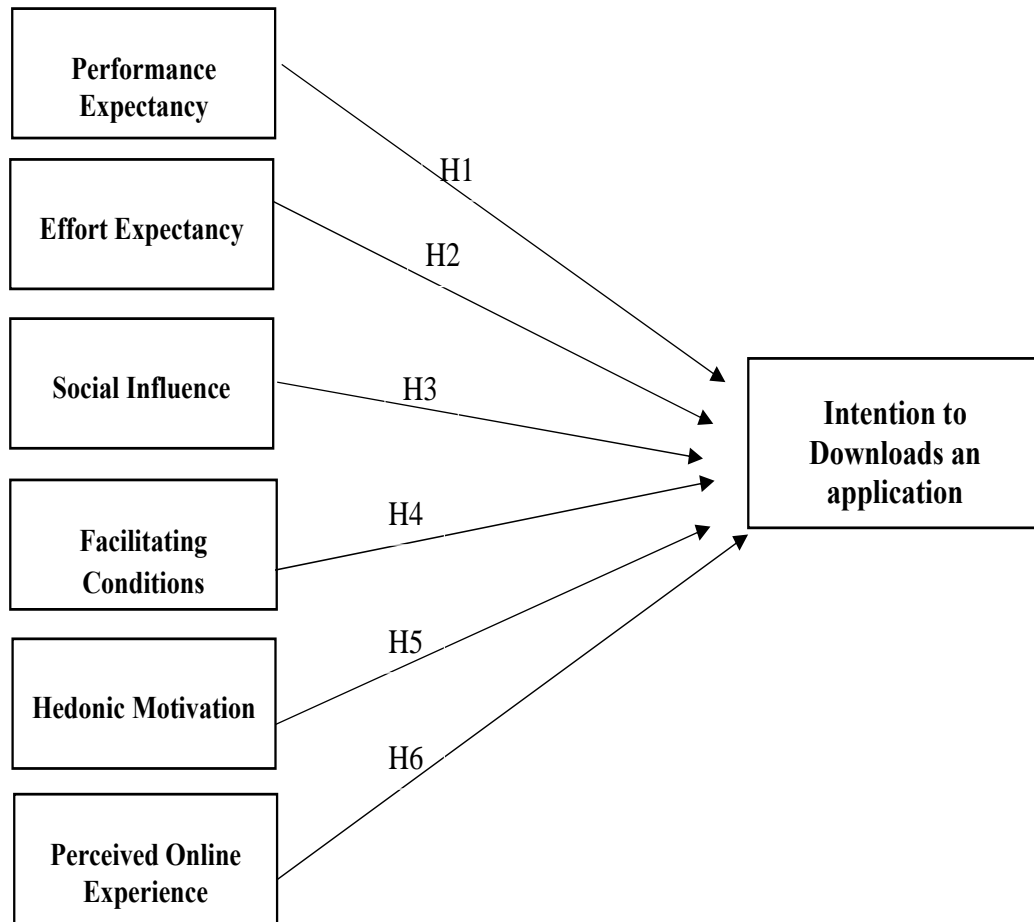 Performance
Expectancy
H1
Effort Expectancy
H2
Social Influence
H3
Intention to
Downloads an
application
Facilitating
Conditions
H4
Hedonic Motivation
H5
Perceived Online
Experience
H6